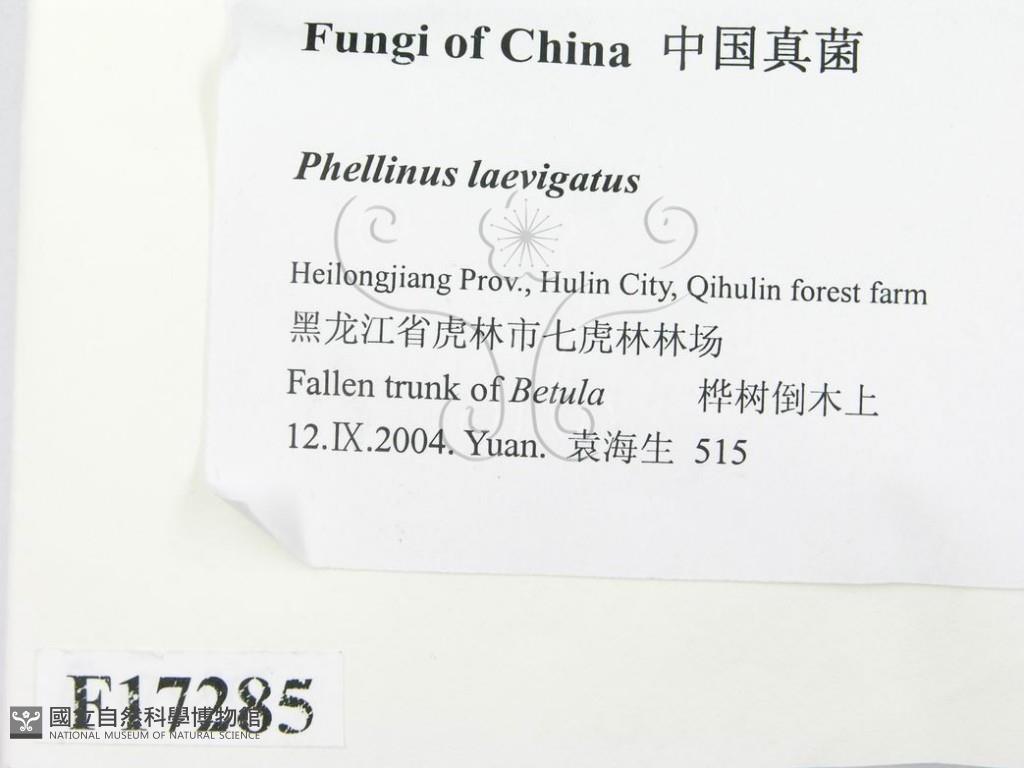 Fungi of China 中国真菌
Phellinus laevigatus
Heilongjiang Prov., Hulin City, Qihulin forest farm
黑龙江省虎林市七虎林林场
Fallen trunk of Betula 桦树倒木上
12.Ⅸ.2004. Yuan. 袁海生 515
F17285
國立自然科學博物館
NATIONAL MUSEUM OF NATURAL SCIENCE